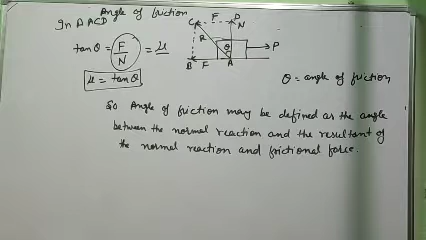 Angle of friction
In Δ ACD
tan θ = F/N = μ
μ = tan θ
C F D
N
R
θ
P
B F A
θ = angle of friction
So Angle of friction may be defined as the angle
between the normal reaction and the resultant of
the normal reaction and frictional force.